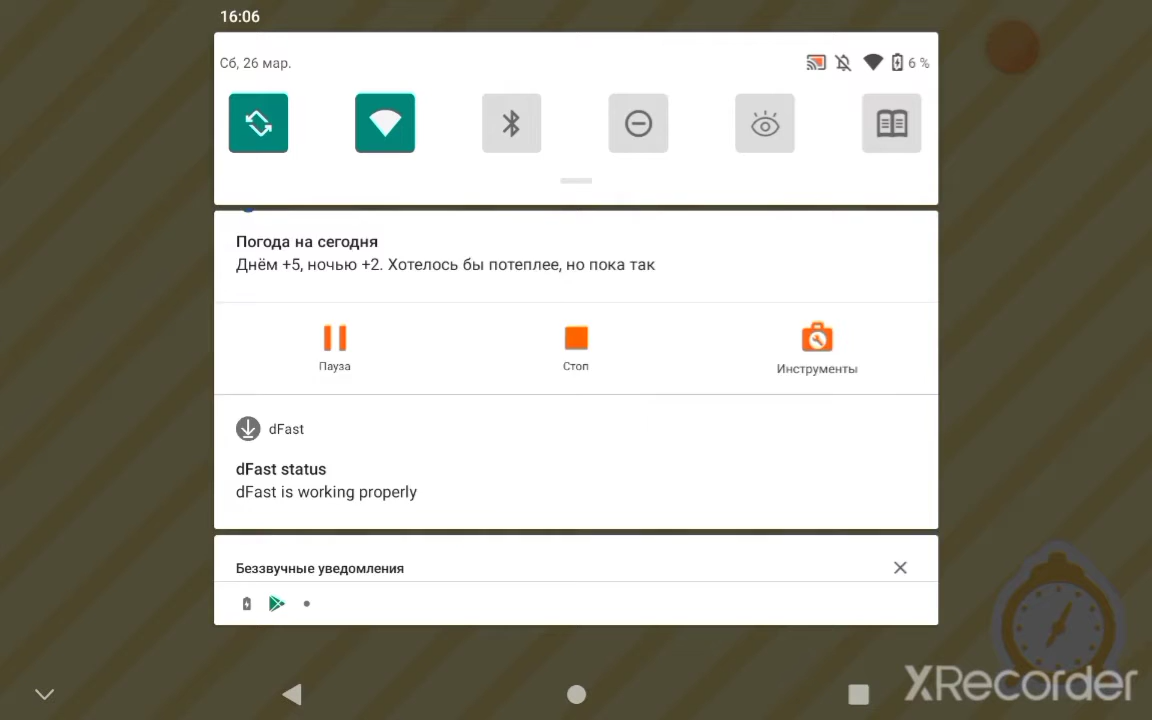 16:06
Сб, 26 мар.
6 %
Погода на сегодня
Днём +5, ночью +2. Хотелось бы потеплее, но пока так
Пауза
Стоп
Инструменты
dFast
dFast status
dFast is working properly
Беззвучные уведомления
XRecorder